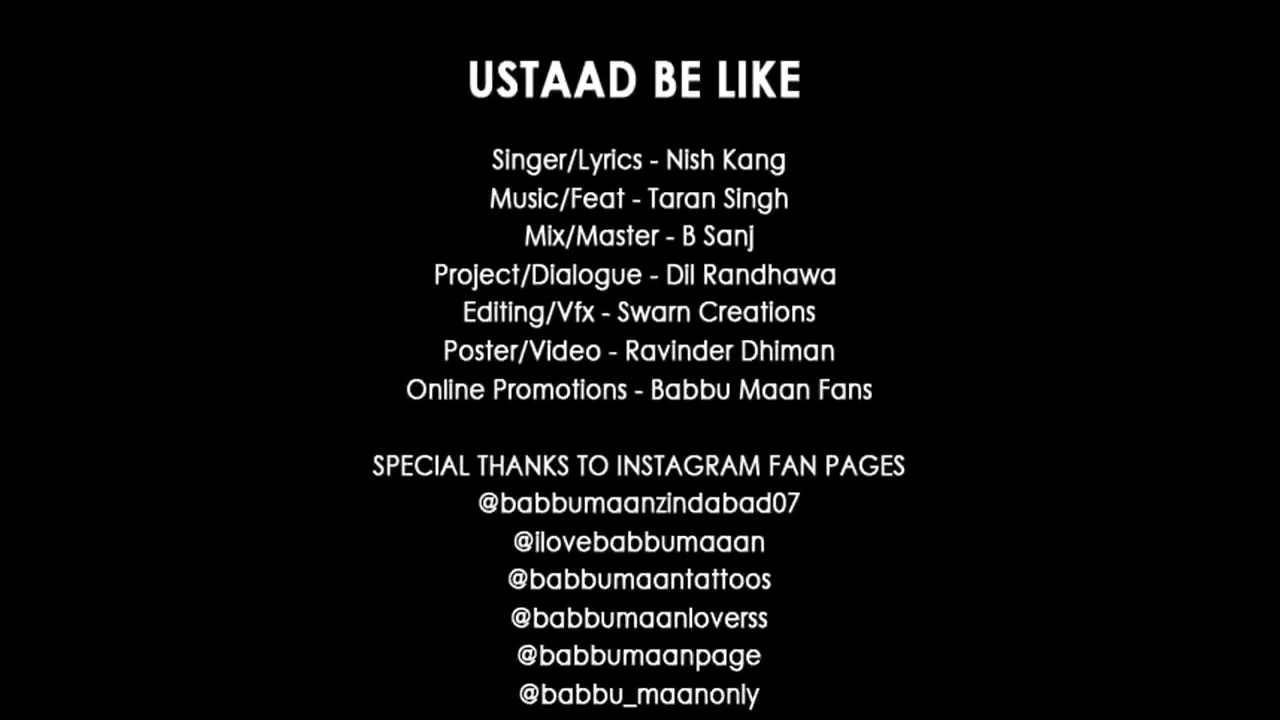 USTAAD BE LIKE
Singer/Lyrics - Nish Kang
Music/Feat - Taran Singh
Mix/Master - B Sanj
Project/Dialogue - Dil Randhawa
Editing/Vfx - Swarn Creations
Poster/Video - Ravinder Dhiman
Online Promotions - Babbu Maan Fans
SPECIAL THANKS TO INSTAGRAM FAN PAGES
@babbumaanzindabad07
@ilovebabbumaaan
@babbumaantattoos
@babbumaanloverss
@babbumaanpage
@babbu_maanonly